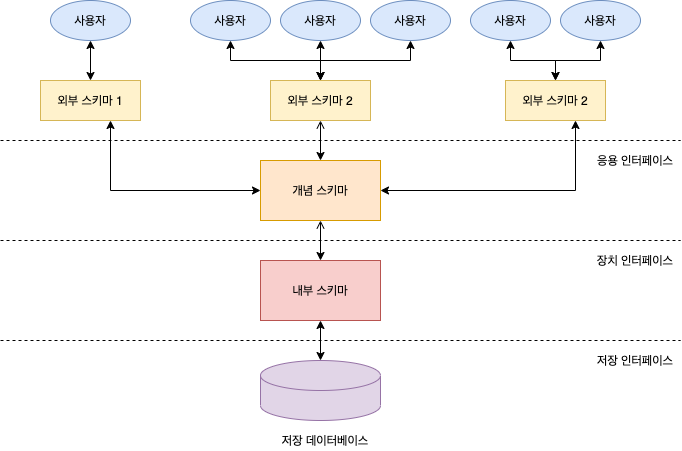 사용자
사용자
사용자
사용자
사용자
사용자
외부 스키마 1
외부 스키마 2
외부 스키마 2
응용 인터페이스
개념 스키마
장치 인터페이스
내부 스키마
저장 인터페이스
저장 데이터베이스